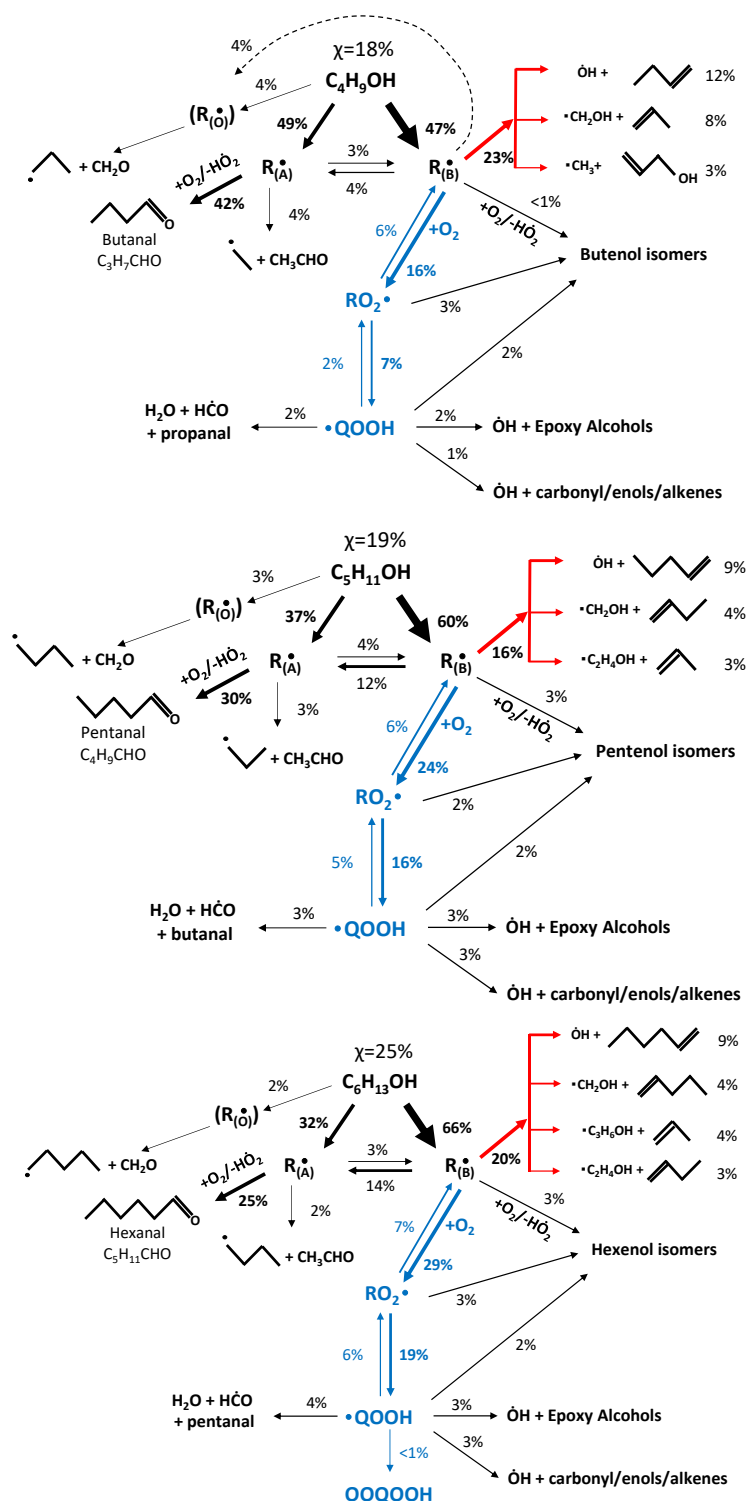 χ=18%
C₄H₉OH
4%
4%
(Ṙ(O))
49%
47%
+ CH₂O
Ṙ(A)
3%
4%
Ṙ(B)
+O₂/-HȮ₂
42%
4%
Butanal
C₃H₇CHO
+ CH₃CHO
23%
ȮH +
12%
·CH₂OH +
8%
·CH₃+
OH
3%
O
<1%
+O₂/-HȮ₂
Butenol isomers
6%
+O₂
16%
RO₂•
3%
2%
7%
2%
H₂O + HĊO
+ propanal
2%
•QOOH
2%
ȮH + Epoxy Alcohols
1%
ȮH + carbonyl/enols/alkenes
χ=19%
C₅H₁₁OH
3%
(Ṙ(O))
37%
60%
+ CH₂O
Ṙ(A)
4%
12%
Ṙ(B)
+O₂/-HȮ₂
30%
3%
O
Pentanal
C₄H₉CHO
+ CH₃CHO
16%
ȮH +
9%
·CH₂OH +
4%
·C₂H₄OH +
3%
3%
+O₂/-HȮ₂
Pentenol isomers
6%
+O₂
24%
RO₂•
2%
5%
16%
2%
H₂O + HĊO
+ butanal
3%
•QOOH
3%
ȮH + Epoxy Alcohols
3%
ȮH + carbonyl/enols/alkenes
χ=25%
C₆H₁₃OH
2%
(Ṙ(O))
32%
66%
+ CH₂O
Ṙ(A)
3%
14%
Ṙ(B)
+O₂/-HȮ₂
25%
2%
O
Hexanal
C₅H₁₁CHO
+ CH₃CHO
20%
ȮH +
9%
·CH₂OH +
4%
·C₃H₆OH +
4%
·C₂H₄OH +
3%
3%
+O₂/-HȮ₂
Hexenol isomers
7%
+O₂
29%
RO₂•
3%
6%
19%
2%
H₂O + HĊO
+ pentanal
4%
•QOOH
3%
ȮH + Epoxy Alcohols
3%
ȮH + carbonyl/enols/alkenes
<1%
OOQOOH